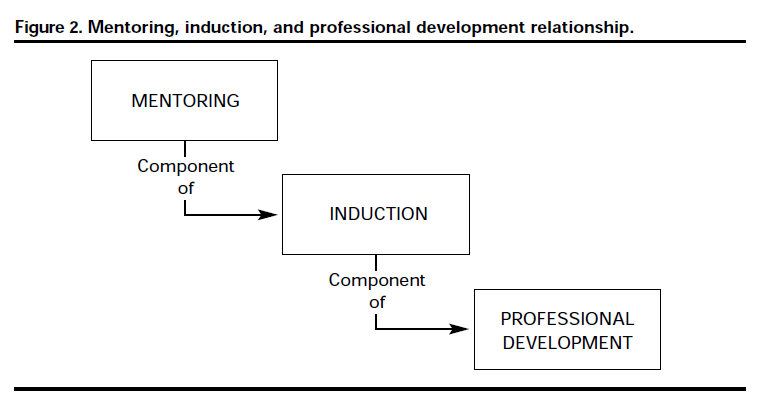 Figure 2. Mentoring, induction, and professional development relationship.
MENTORING
Component
of
INDUCTION
Component
of
PROFESSIONAL
DEVELOPMENT